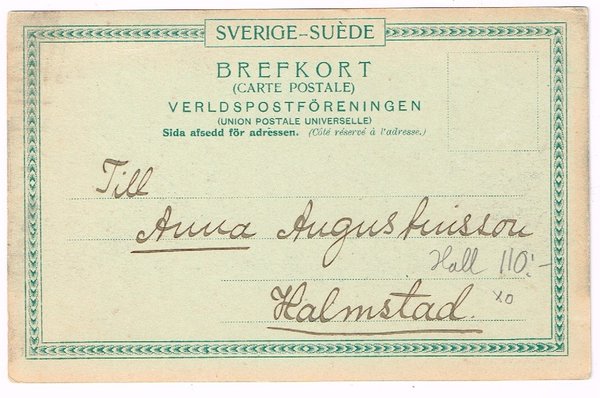 SVERIGE-SUÈDE
BREFKORT
(CARTE POSTALE)
VERLDSPOSTFÖRENINGEN
(UNION POSTALE UNIVERSELLE)
Sida afsedd för adressen. (Côté réservé à l'adresse.)
Till
Anna Augustinsson
Hall 110:-
Halmstad. xo